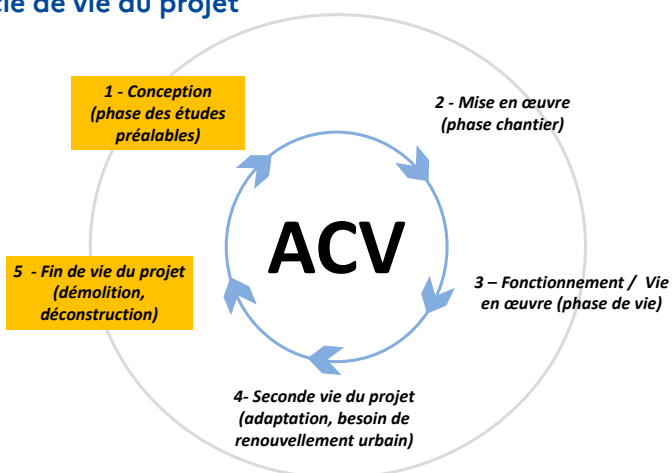 cle de vie du projet
1 - Conception
(phase des études
préalables)
2 - Mise en œuvre
(phase chantier)
ACV
5 - Fin de vie du projet
(démolition,
déconstruction)
3 – Fonctionnement / Vie
en œuvre (phase de vie)
4- Seconde vie du projet
(adaptation, besoin de
renouvellement urbain)